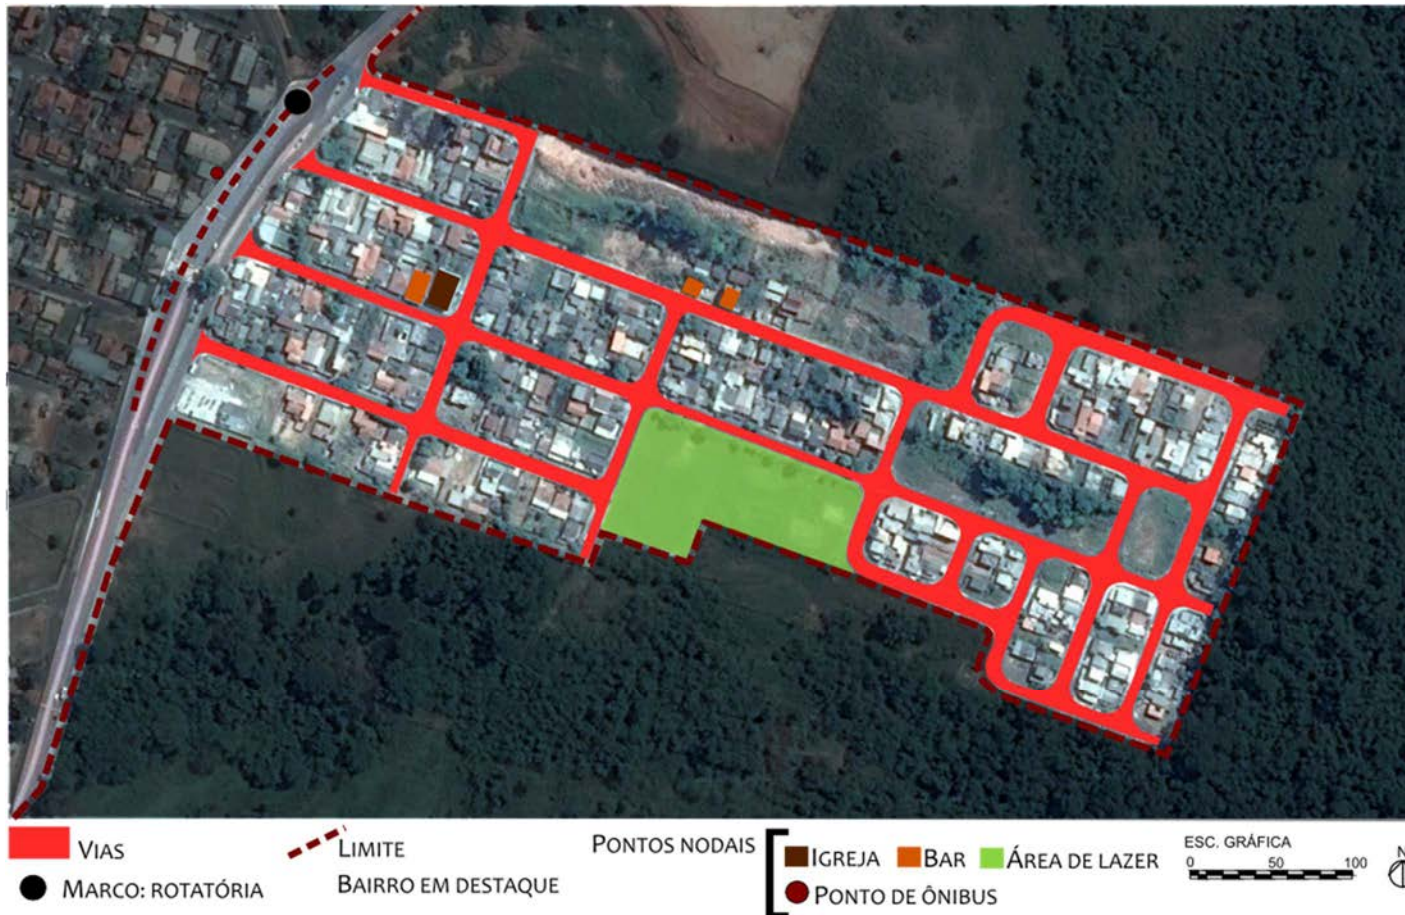 VIAS
LIMITE
PONTOS NODAIS
IGREJA
BAR
ÁREA DE LAZER
ESC. GRÁFICA
0 50 100
N
MARCO: ROTATÓRIA
BAIRRO EM DESTAQUE
PONTO DE ÔNIBUS